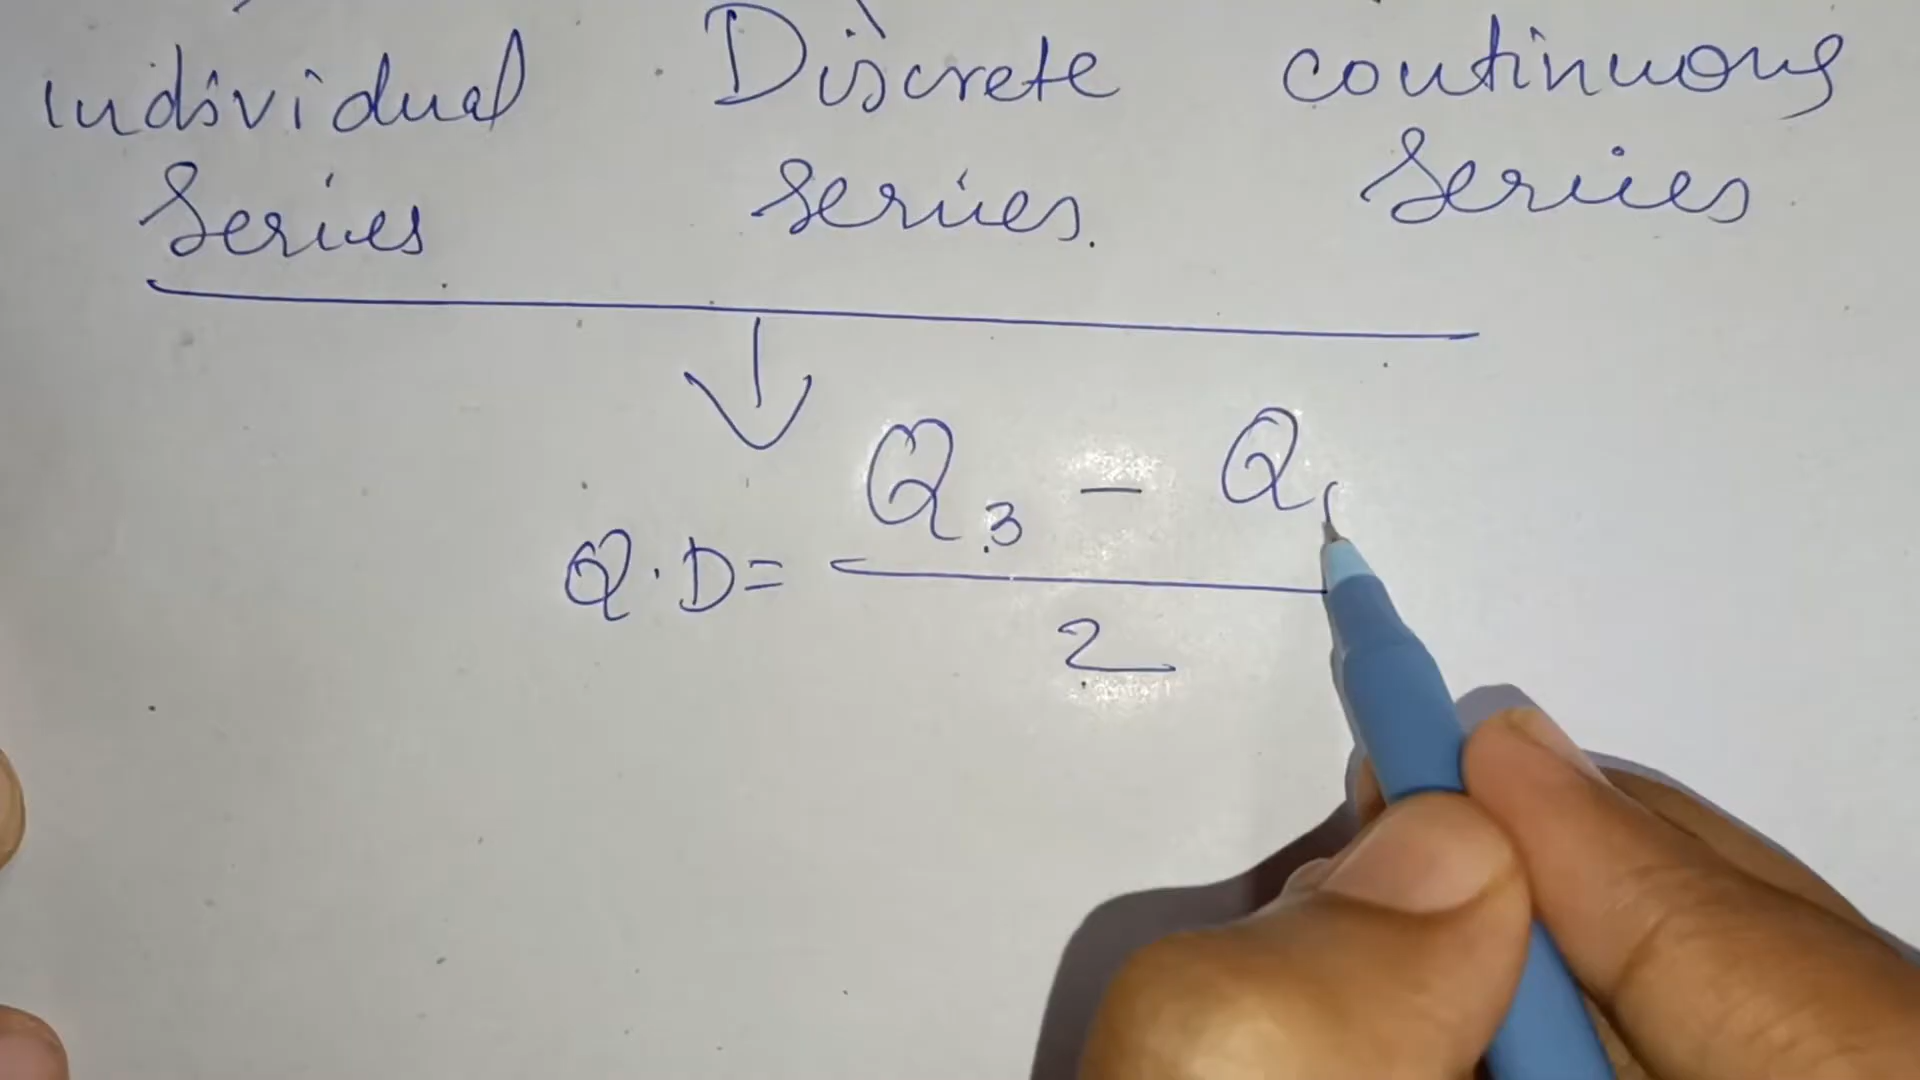 individual Discrete continuous
Series series. Series
Q.D = Q3 - Q1
2